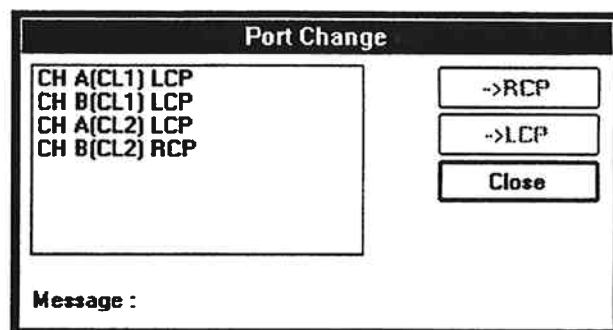 Port Change
CH A(CL1) LCP
CH B(CL1) LCP
CH A(CL2) LCP
CH B(CL2) RCP
->RCP
->LCP
Close
Message :